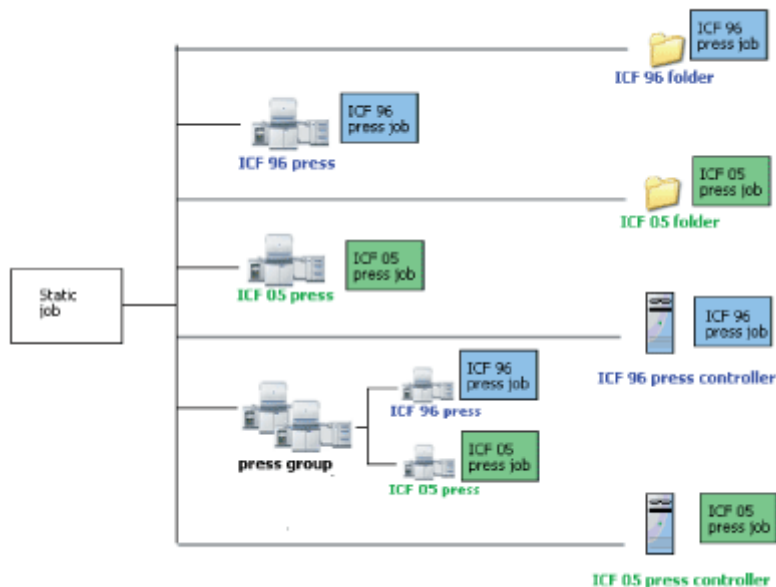 ICF 96
press job
ICF 96 folder
ICF 96
press job
ICF 96 press
ICF 05
press job
ICF 05 folder
ICF 05
press job
ICF 05 press
Static
job
ICF 96
press job
ICF 96 press controller
ICF 96
press job
ICF 96 press
press group
ICF 05
press job
ICF 05 press
ICF 05
press job
ICF 05 press controller